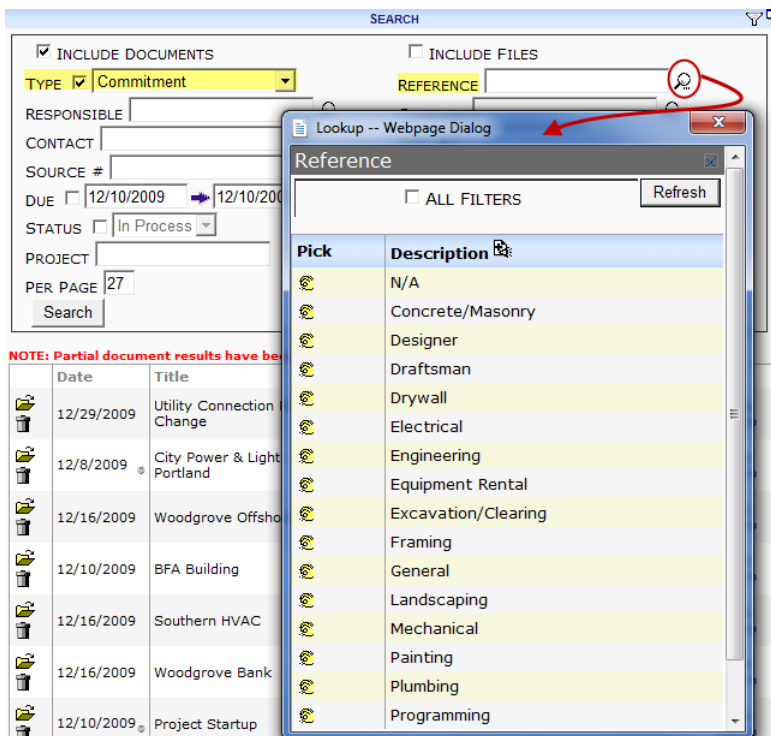 SEARCH
INCLUDE DOCUMENTS
INCLUDE FILES
TYPE Commitment
REFERENCE
RESPONSIBLE
CONTACT
SOURCE #
DUE 12/10/2009 12/10/200
STATUS In Process
PROJECT
PER PAGE 27
Search
Lookup -- Webpage Dialog
Reference
ALL FILTERS
Refresh
Pick Description
N/A
Concrete/Masonry
Designer
Draftsman
Drywall
Electrical
Engineering
Equipment Rental
Excavation/Clearing
Framing
General
Landscaping
Mechanical
Painting
Plumbing
Programming
NOTE: Partial document results have be
Date Title
12/29/2009 Utility Connection
Change
12/8/2009 City Power & Light
Portland
12/16/2009 Woodgrove Offsho
12/10/2009 BFA Building
12/16/2009 Southern HVAC
12/16/2009 Woodgrove Bank
12/10/2009 Project Startup